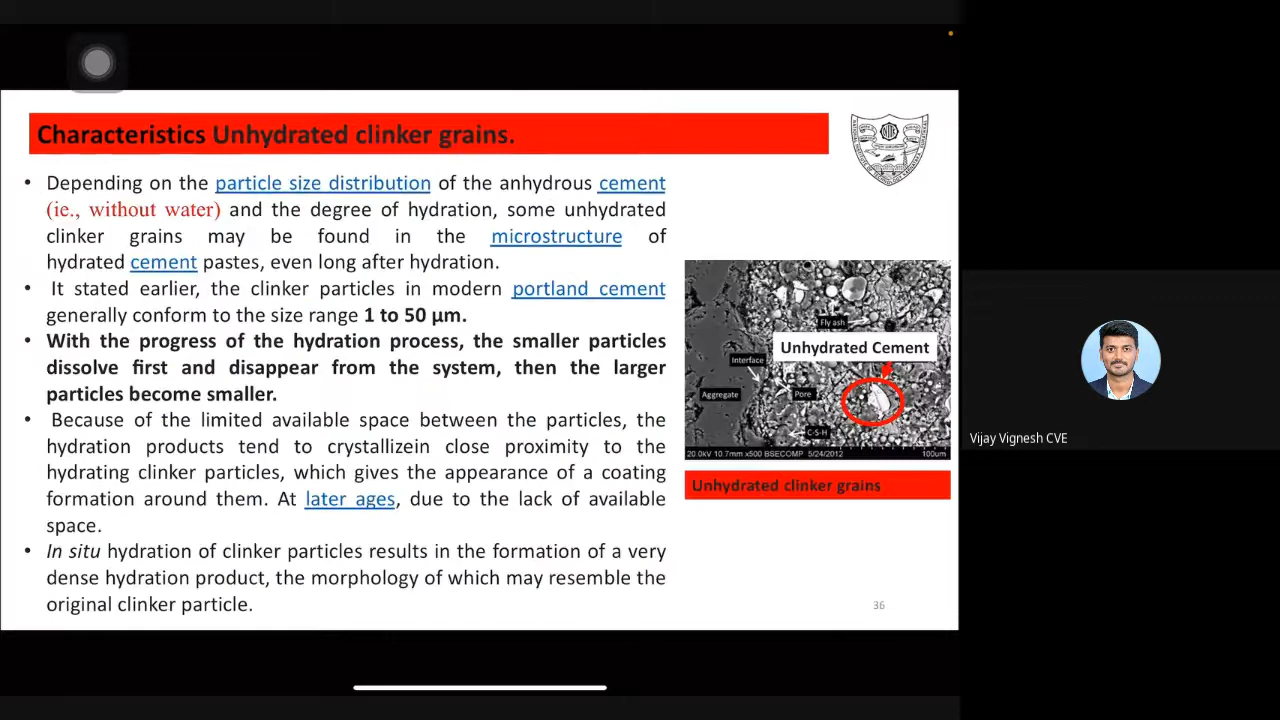 Characteristics Unhydrated clinker grains.
• Depending on the particle size distribution of the anhydrous cement
(ie., without water) and the degree of hydration, some unhydrated
clinker grains may be found in the microstructure of
hydrated cement pastes, even long after hydration.
• It stated earlier, the clinker particles in modern portland cement
generally conform to the size range 1 to 50 μm.
• With the progress of the hydration process, the smaller particles
dissolve first and disappear from the system, then the larger
particles become smaller.
• Because of the limited available space between the particles, the
hydration products tend to crystallizein close proximity to the
hydrating clinker particles, which gives the appearance of a coating
formation around them. At later ages, due to the lack of available
space.
• In situ hydration of clinker particles results in the formation of a very
dense hydration product, the morphology of which may resemble the
original clinker particle.
Fly ash
Unhydrated Cement
Interface
Aggregate
Pore
C-S-H
20.0kV 10.7mm x500 BSECOMP 5/24/2012 100um
Unhydrated clinker grains
36
Vijay Vignesh CVE